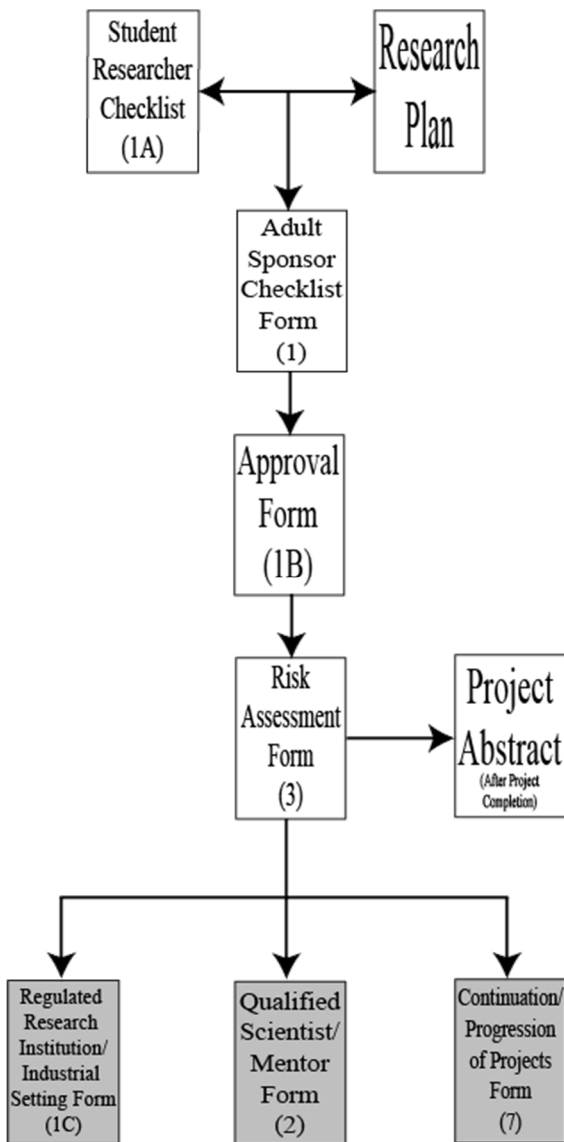 Student
Researcher
Checklist
(1A)
Research
Plan
Adult
Sponsor
Checklist
Form
(1)
Approval
Form
(1B)
Risk
Assessment
Form
(3)
Project
Abstract
(After Project
Completion)
Regulated
Research
Institution/
Industrial
Setting Form
(1C)
Qualified
Scientist/
Mentor
Form
(2)
Continuation/
Progression
of Projects
Form
(7)